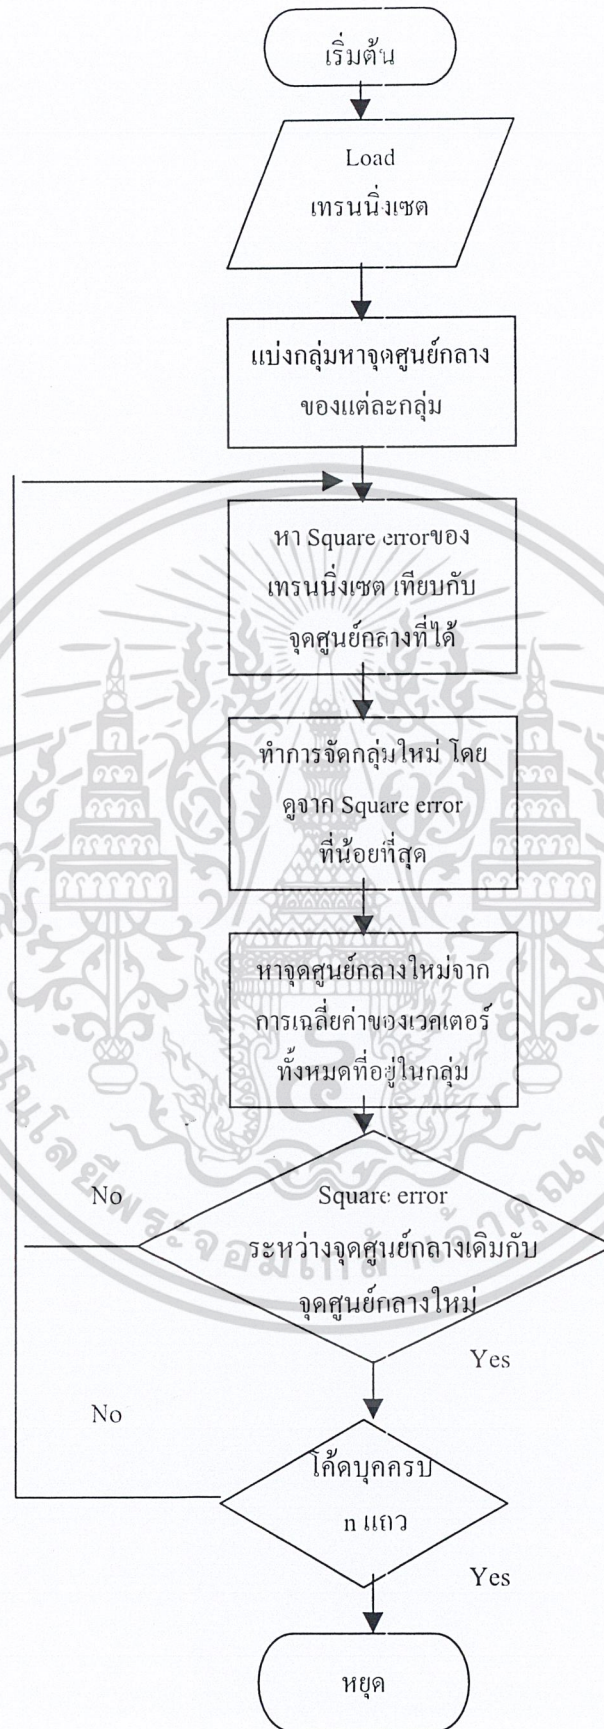 เริ่มต้น
Load
เทรนนิ่งเซต
แบ่งกลุ่มหาจุดศูนย์กลาง
ของแต่ละกลุ่ม
หา Square errorของ
เทรนนิ่งเซต เทียบกับ
จุดศูนย์กลางที่ได้
ทำการจัดกลุ่มใหม่ โดย
ดูจาก Square error
ที่น้อยที่สุด
หาจุดศูนย์กลางใหม่จาก
การเฉลี่ยค่าของเวคเตอร์
ทั้งหมดที่อยู่ในกลุ่ม
No
Square error
ระหว่างจุดศูนย์กลางเดิมกับ
จุดศูนย์กลางใหม่
Yes
No
โค้ดบุคครบ
n แถว
Yes
หยุด